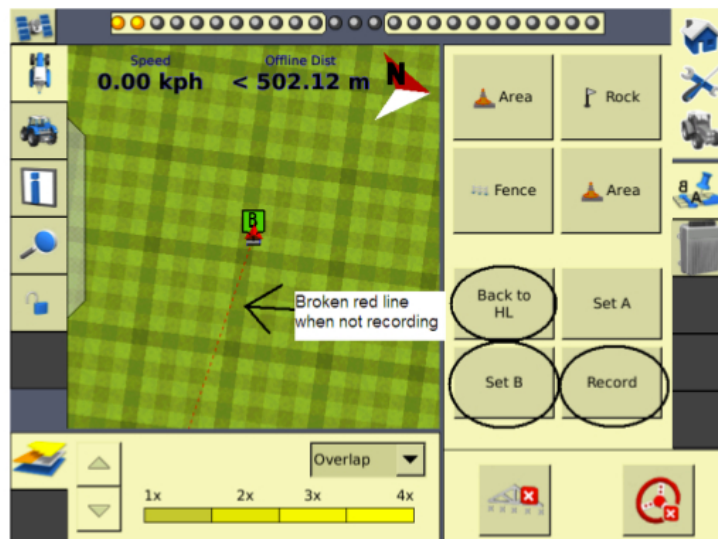 Speed
Offline Dist
0.00 kph
< 502.12 m
N
B
Broken red line
when not recording
Area
Rock
Fence
Area
Back to
HL
Set A
Set B
Record
B
A
Overlap
1x
2x
3x
4x